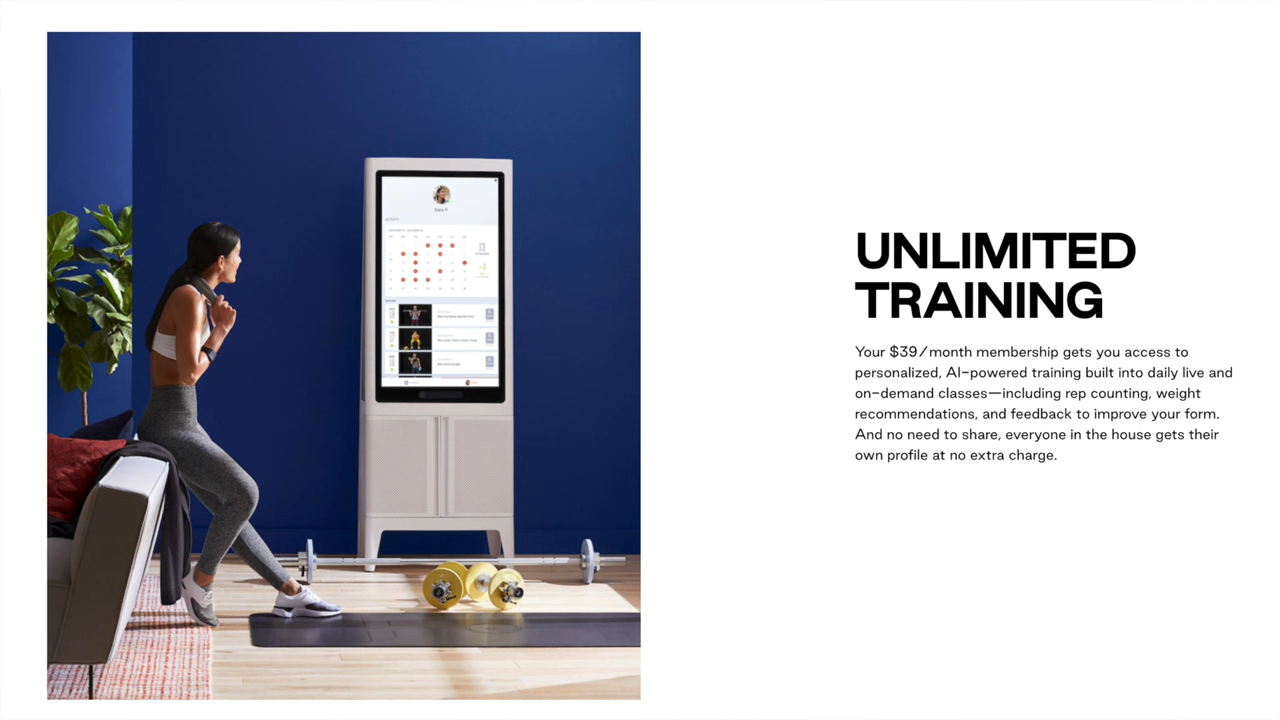 UNLIMITED
TRAINING
Your $39/month membership gets you access to
personalized, AI-powered training built into daily live and
on-demand classes—including rep counting, weight
recommendations, and feedback to improve your form.
And no need to share, everyone in the house gets their
own profile at no extra charge.